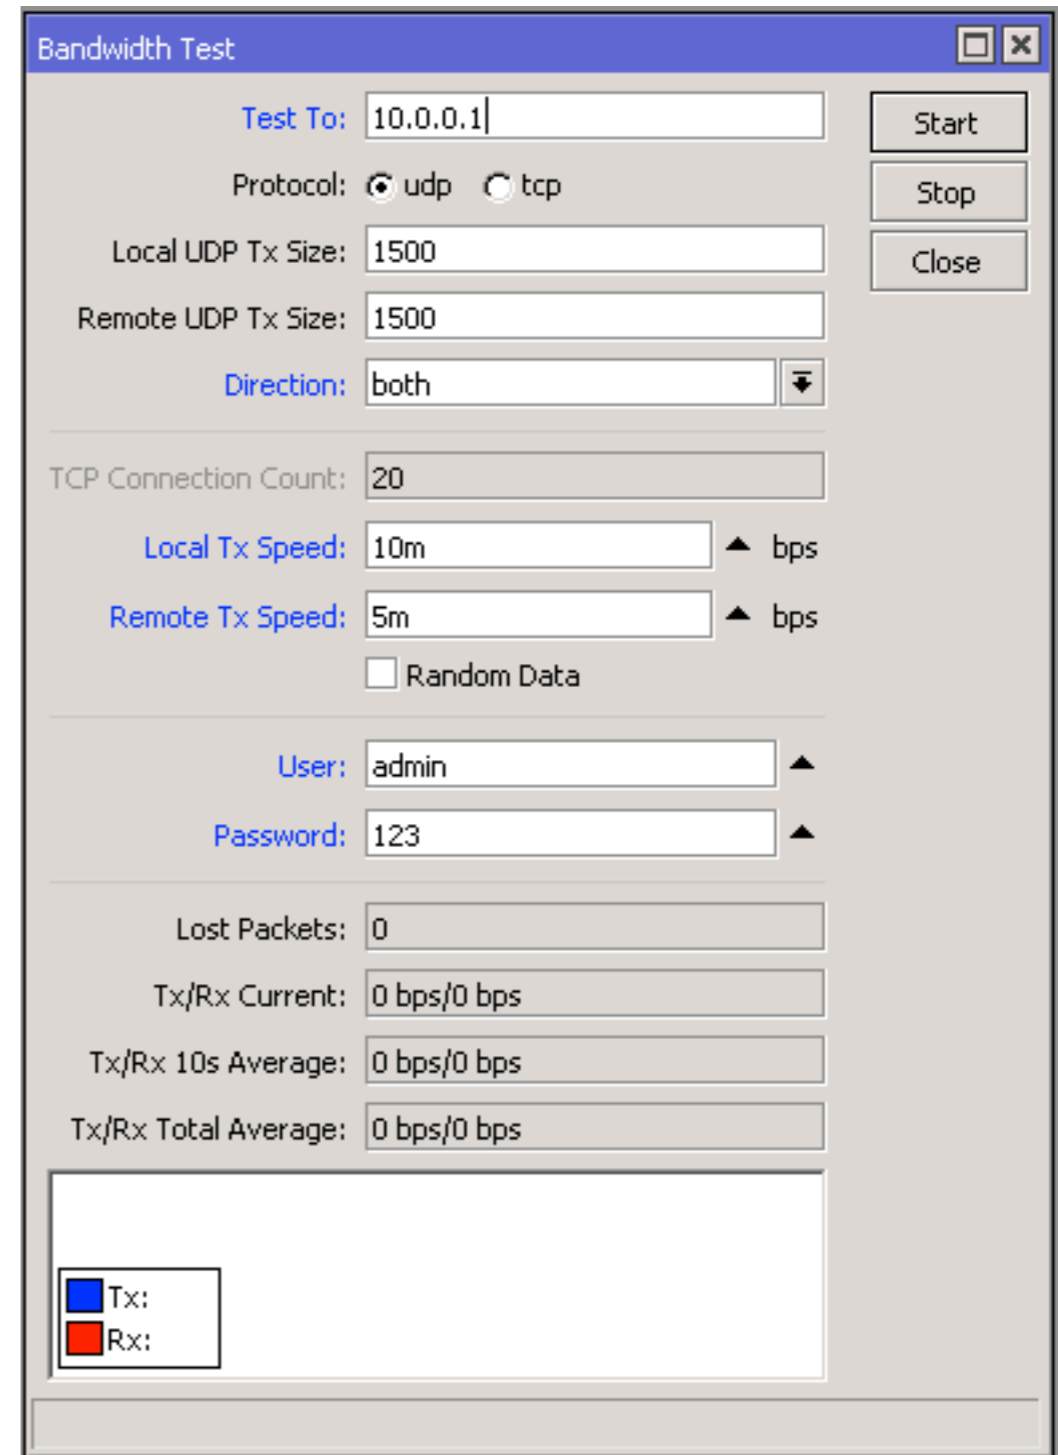 Bandwidth Test
Test To: 10.0.0.1
Start
Protocol: udp tcp
Stop
Local UDP Tx Size: 1500
Close
Remote UDP Tx Size: 1500
Direction: both
TCP Connection Count: 20
Local Tx Speed: 10m bps
Remote Tx Speed: 5m bps
Random Data
User: admin
Password: 123
Lost Packets: 0
Tx/Rx Current: 0 bps/0 bps
Tx/Rx 10s Average: 0 bps/0 bps
Tx/Rx Total Average: 0 bps/0 bps
Tx:
Rx: